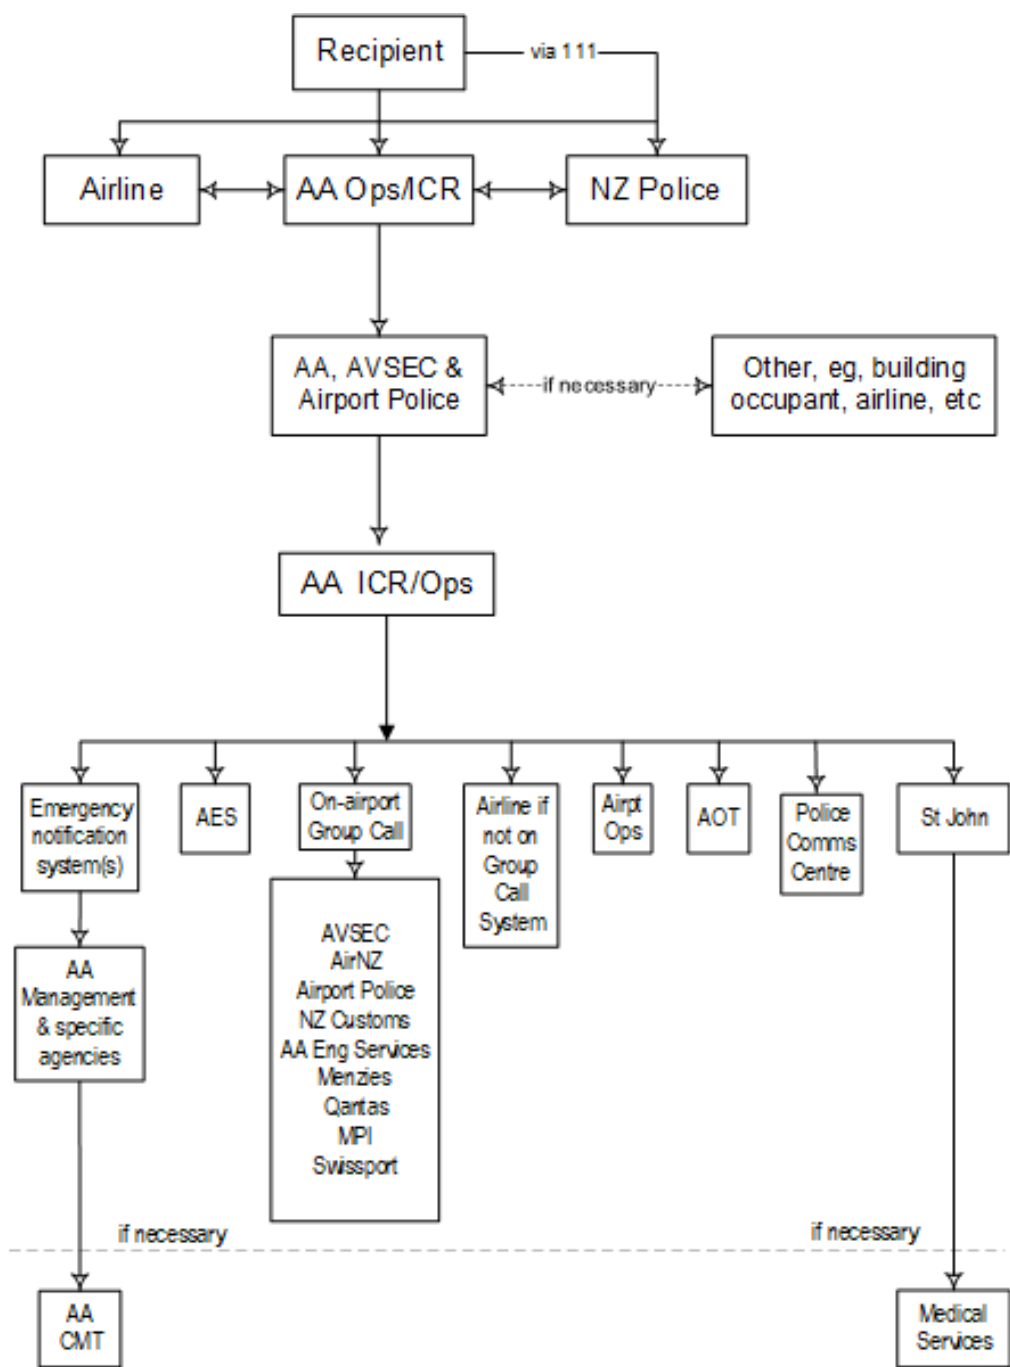 Recipient
via 111
Airline
AA Ops/ICR
NZ Police
AA, AVSEC &
Airport Police
if necessary
Other, eg, building
occupant, airline, etc
AA ICR/Ops
Emergency
notification
system(s)
AES
On-airport
Group Call
Airline if
not on
Group
Call
System
Airpt
Ops
AOT
Police
Comms
Centre
St John
AA
Management
& specific
agencies
AVSEC
AirNZ
Airport Police
NZ Customs
AA Eng Services
Menzies
Qantas
MPI
Swissport
if necessary
if necessary
AA
CMT
Medical
Services